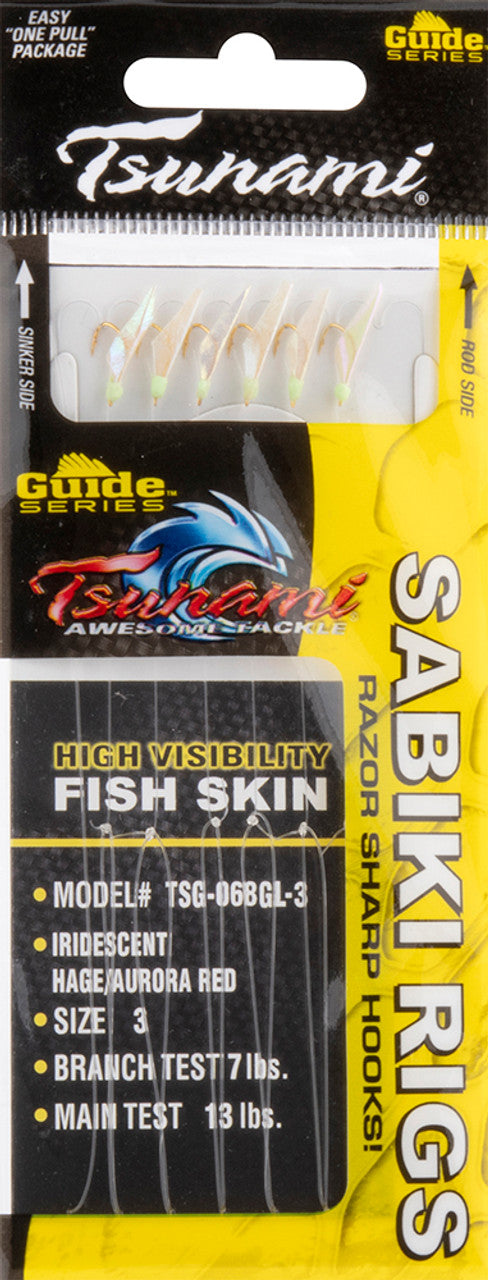 EASY
"ONE PULL"
PACKAGE
Guide
SERIES™
Tsunami®
SINKER SIDE
ROD SIDE
Guide™
SERIES
Tsunami®
AWESOME TACKLE
SABIKI RIGS
RAZOR SHARP HOOKS!
HIGH VISIBILITY
FISH SKIN
• MODEL# TSG-06BGL-3
• IRIDESCENT/
HAGE/AURORA RED
• SIZE 3
• BRANCH TEST 7 lbs.
• MAIN TEST 13 lbs.